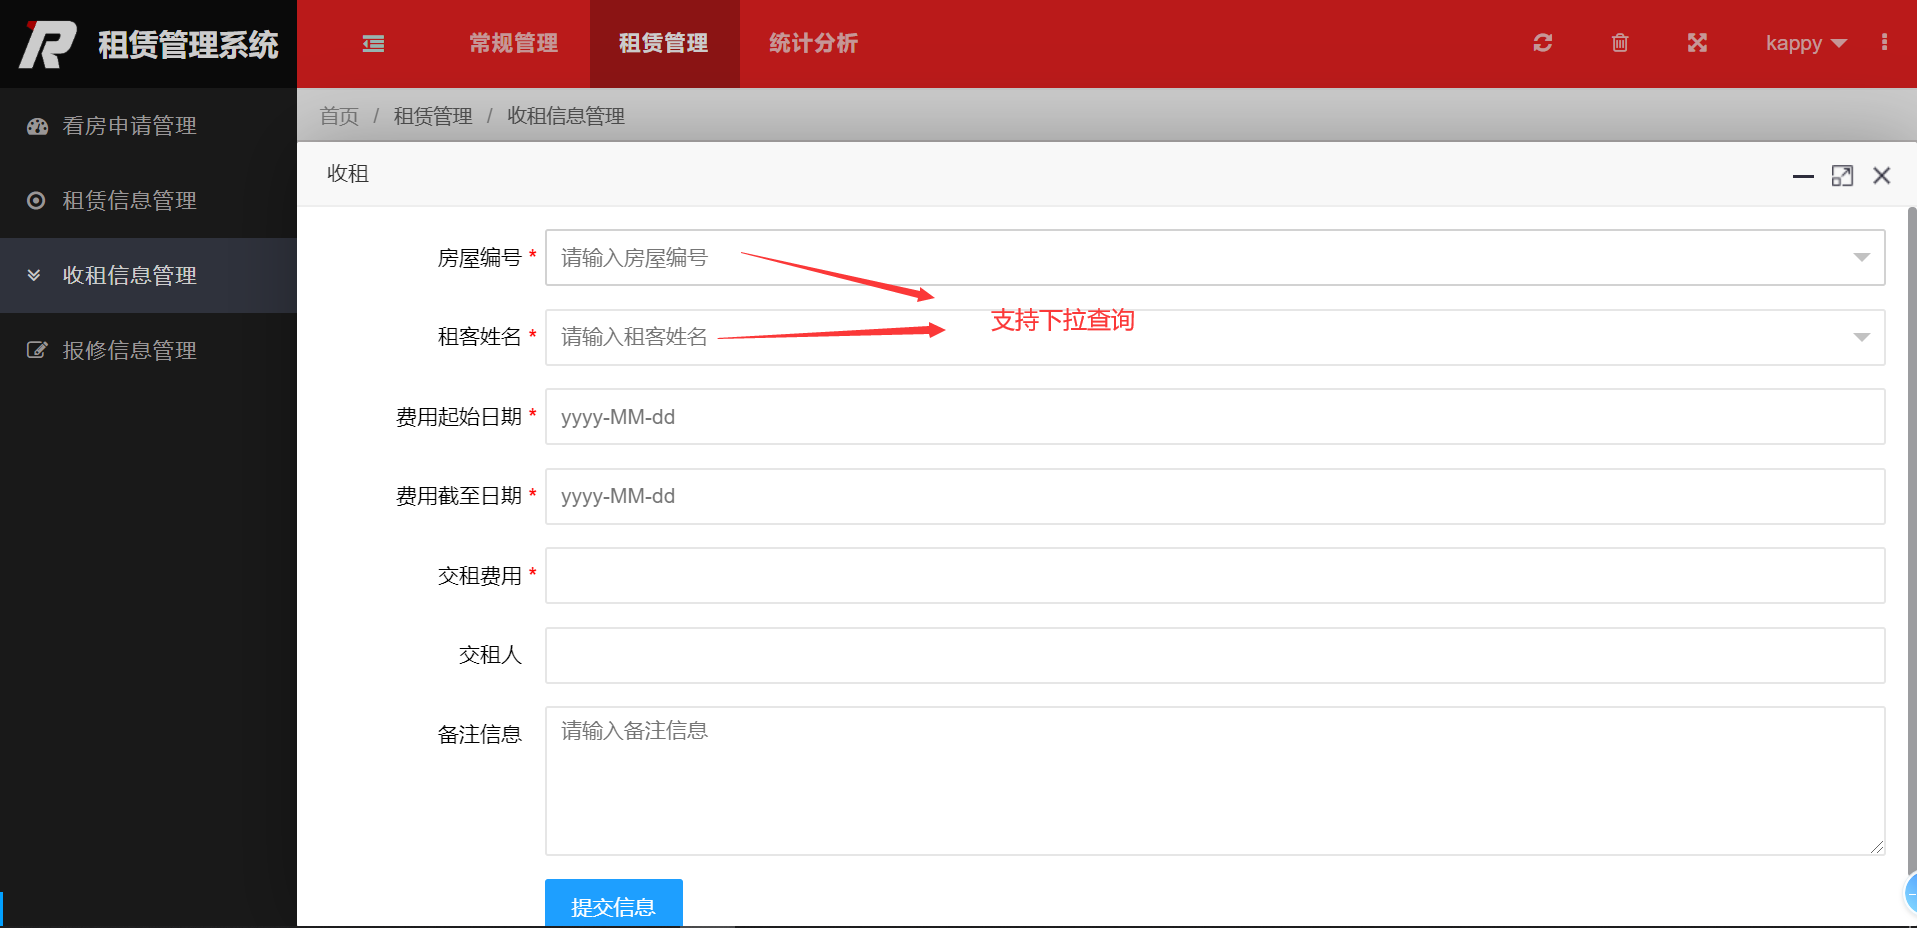 租赁管理系统
常规管理
租赁管理
统计分析
kappy
看房申请管理
租赁信息管理
收租信息管理
报修信息管理
首页 / 租赁管理 / 收租信息管理
收租
房屋编号 * 请输入房屋编号
支持下拉查询
租客姓名 * 请输入租客姓名
费用起始日期 * yyyy-MM-dd
费用截至日期 * yyyy-MM-dd
交租费用 *
交租人
备注信息 请输入备注信息
提交信息